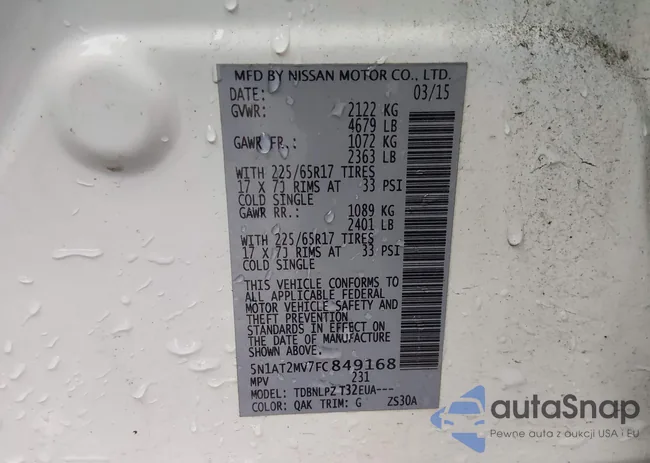 MFD BY NISSAN MOTOR CO., LTD.
DATE: 03/15
GVWR: 2122 KG
4679 LB
GAWR FR.: 1072 KG
2363 LB
WITH 225/65R17 TIRES
17 X 7J RIMS AT 33 PSI
COLD SINGLE
GAWR RR.: 1089 KG
2401 LB
WITH 225/65R17 TIRES
17 X 7J RIMS AT 33 PSI
COLD SINGLE
THIS VEHICLE CONFORMS TO
ALL APPLICABLE FEDERAL
MOTOR VEHICLE SAFETY AND
THEFT PREVENTION
STANDARDS IN EFFECT ON
THE DATE OF MANUFACTURE
SHOWN ABOVE.
5N1AT2MV7FC849168
MPV 231
MODEL: TDBNLPZ T32EUA---
COLOR: QAK TRIM: G ZS30A
autoSnap
Pewne auta z aukcji USA i EU